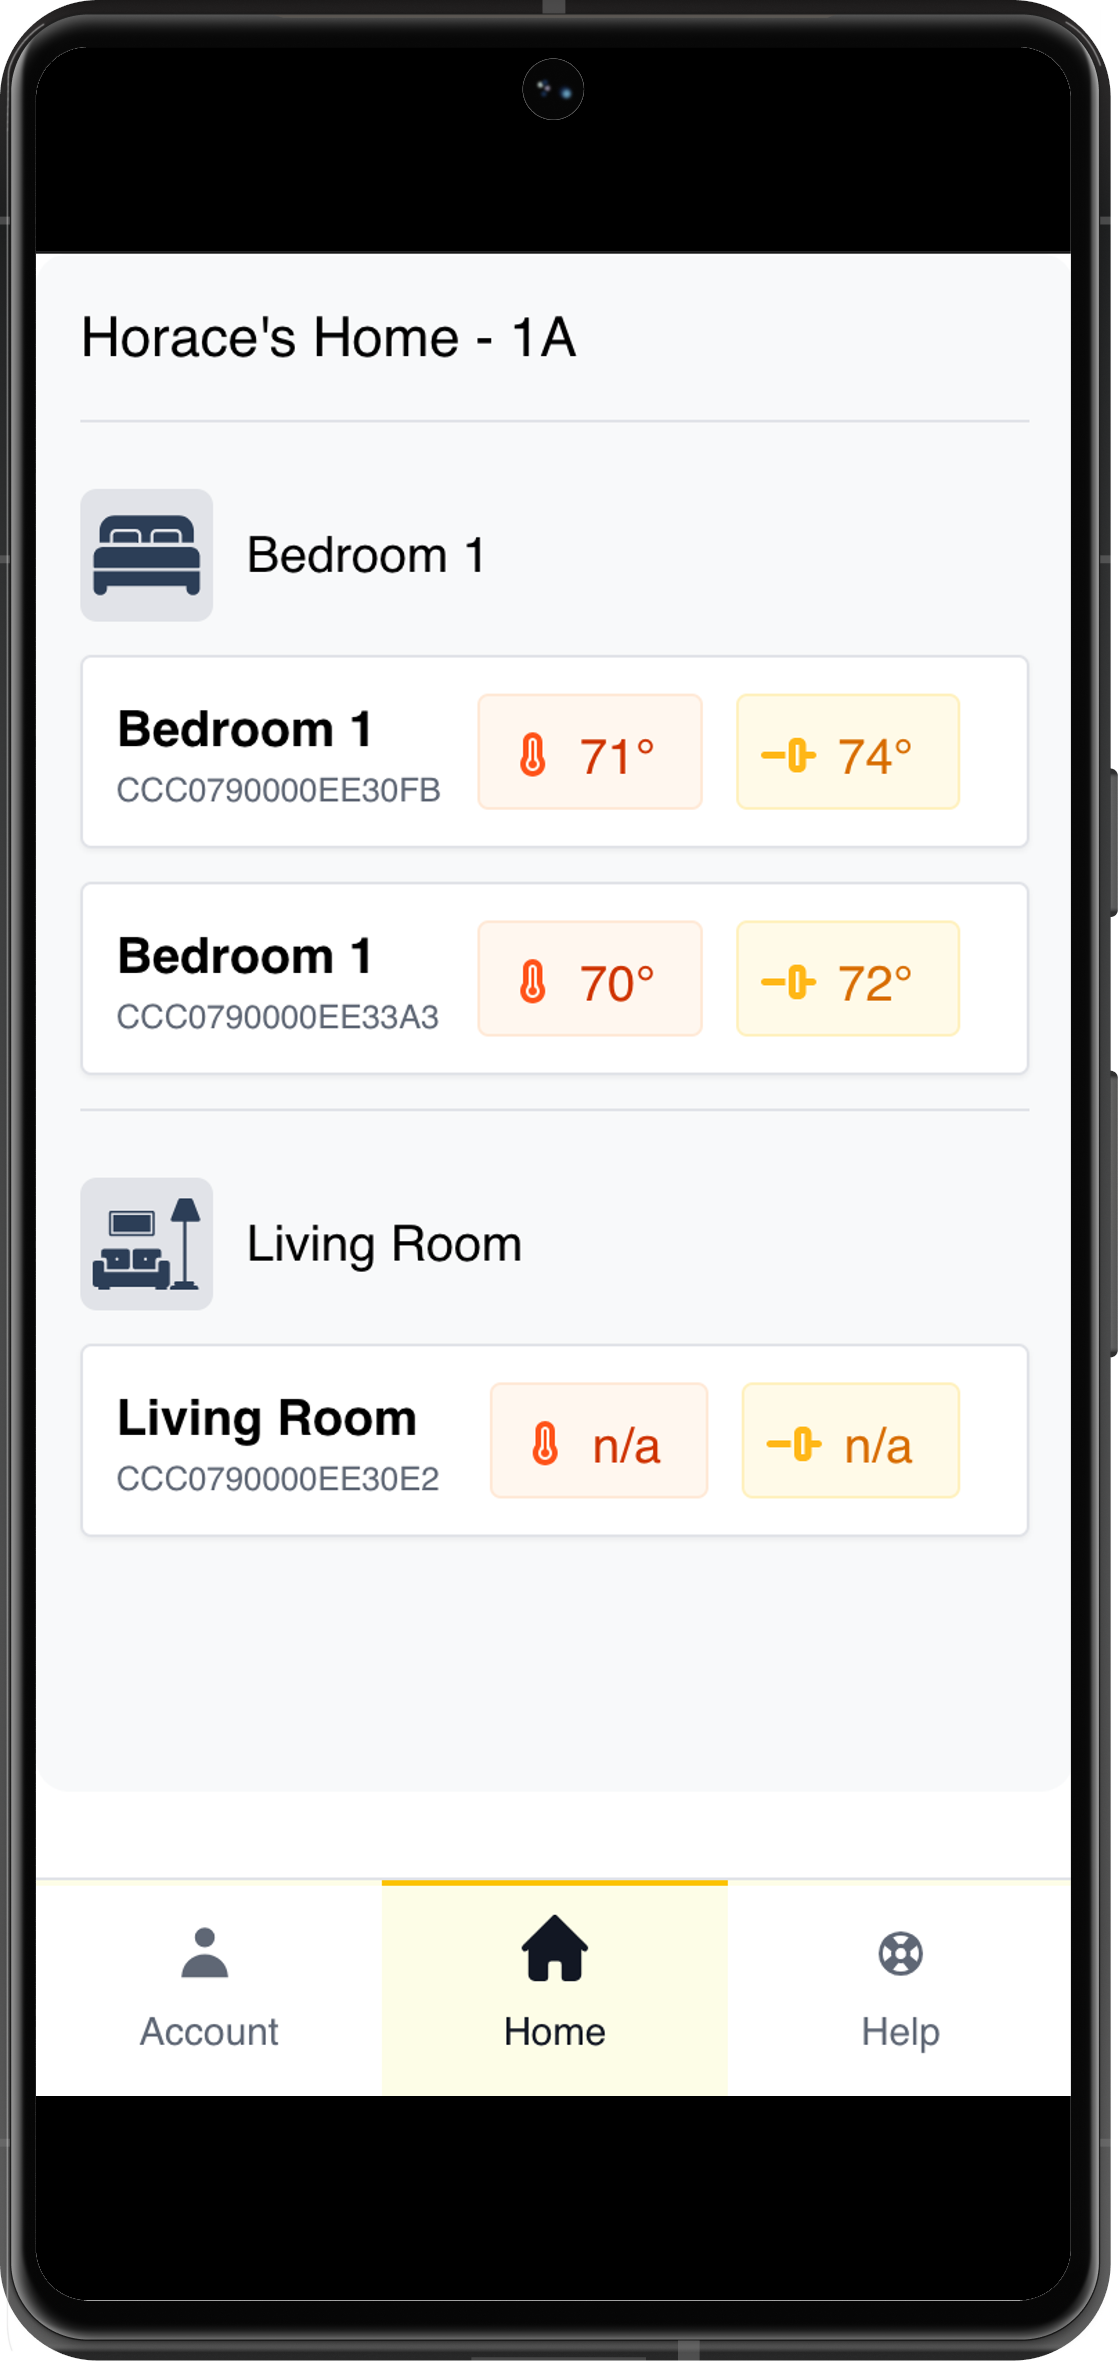 Horace's Home - 1A
Bedroom 1
Bedroom 1
71° 74°
CCC0790000EE30FB
Bedroom 1
70° 72°
CCC0790000EE33A3
Living Room
Living Room
n/a n/a
CCC0790000EE30E2
Account Home Help